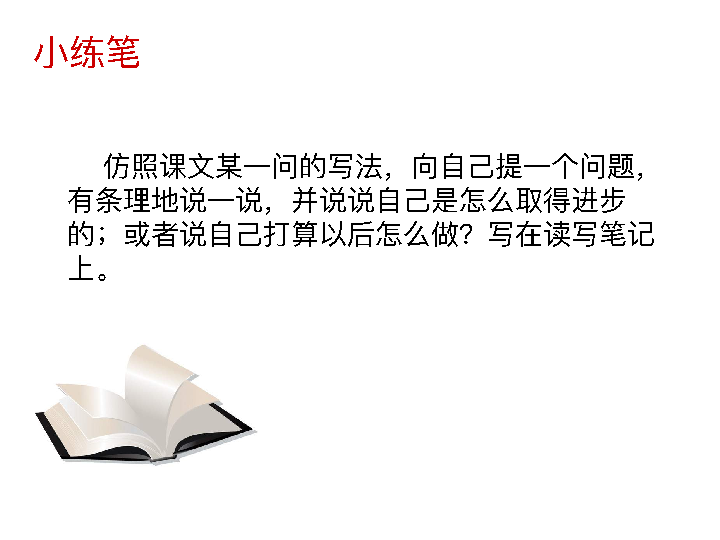 小练笔
仿照课文某一问的写法，向自己提一个问题，
有条理地说一说，并说说自己是怎么取得进步
的；或者说自己打算以后怎么做？写在读写笔记
上。